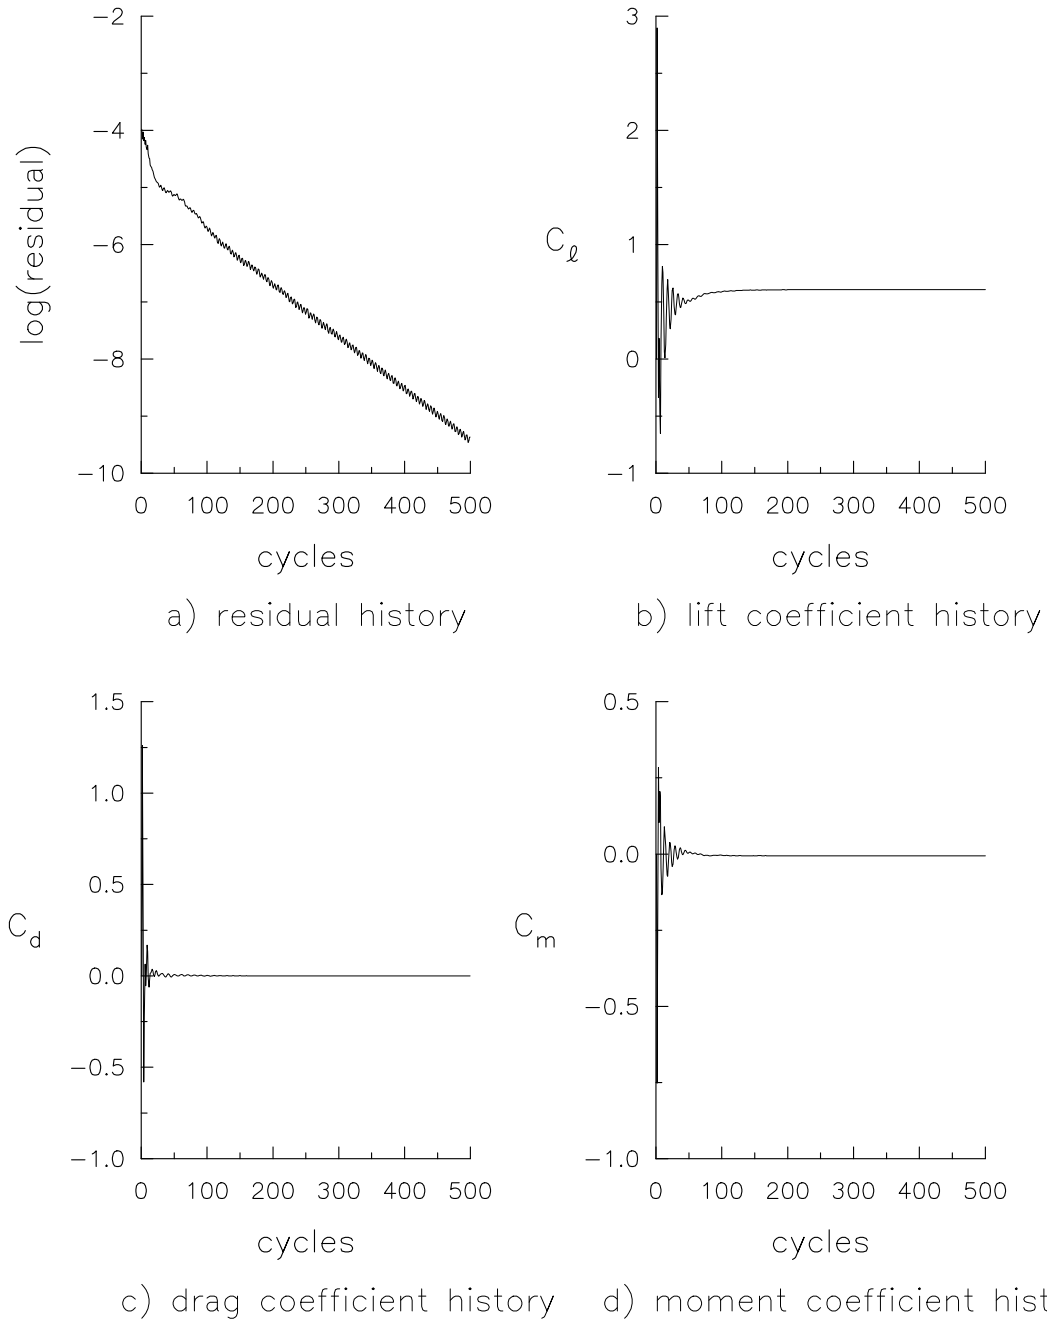 −2
−4
−6
−8
−10
log(residual)
0 100 200 300 400 500
cycles
a) residual history
3
2
1
0
−1
C_ℓ
0 100 200 300 400 500
cycles
b) lift coefficient history
1.5
1.0
0.5
0.0
−0.5
−1.0
C_d
0 100 200 300 400 500
cycles
c) drag coefficient history
0.5
0.0
−0.5
−1.0
C_m
0 100 200 300 400 500
cycles
d) moment coefficient hist